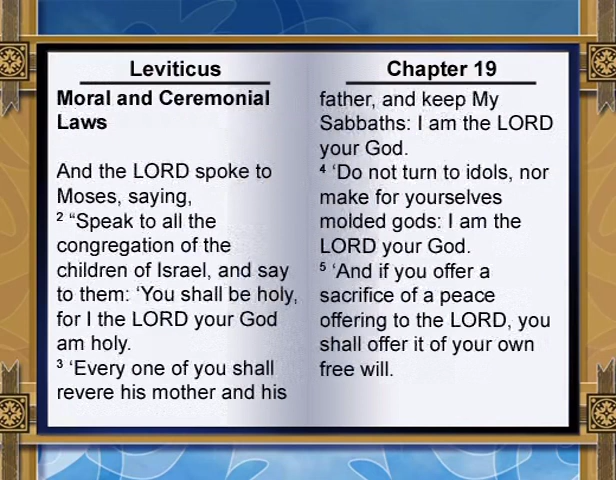 Leviticus
Moral and Ceremonial
Laws
And the LORD spoke to
Moses, saying,
² “Speak to all the
congregation of the
children of Israel, and say
to them: ‘You shall be holy,
for I the LORD your God
am holy.
³ ‘Every one of you shall
revere his mother and his
Chapter 19
father, and keep My
Sabbaths: I am the LORD
your God.
⁴ ‘Do not turn to idols, nor
make for yourselves
molded gods: I am the
LORD your God.
⁵ ‘And if you offer a
sacrifice of a peace
offering to the LORD, you
shall offer it of your own
free will.